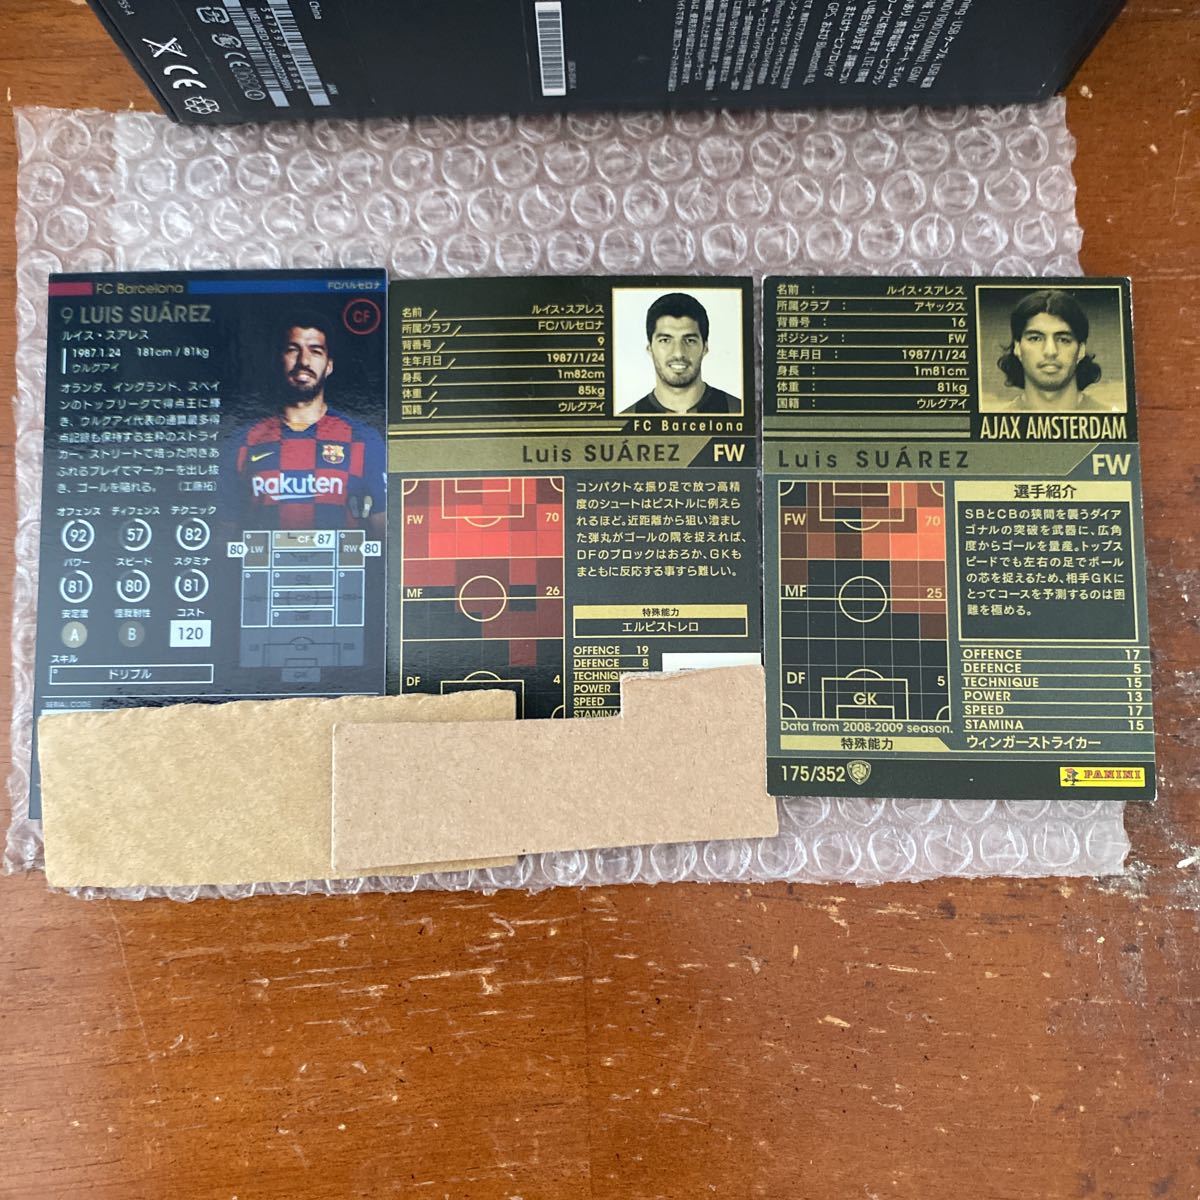 FC Barcelona
FCバルセロナ
9 LUIS SUÁREZ
CF
ルイス・スアレス
1987.1.24 181cm / 81kg
ウルグアイ
オランダ、イングランド、スペイ
ンのトップリーグで得点王に輝
き、ウルグアイ代表の通算最多得
点記録も保持する生粋のストライ
カー。ストリートで培った閃きあ
ふれるプレイでマーカーを出し抜
き、ゴールを陥れる。 (工藤拓)
Rakuten
オフェンス ディフェンス テクニック
92 57 82
パワー スピード スタミナ
81 80 81
安定度 怪我耐性 コスト
A B 120
80 LW CF 87 RW 80
スキル
ドリブル
SERIAL CODE
名前 ルイス・スアレス
所属クラブ FCバルセロナ
背番号 9
生年月日 1987/1/24
身長 1m82cm
体重 85kg
国籍 ウルグアイ
FC Barcelona
Luis SUÁREZ FW
FW 70
MF 26
DF 4
コンパクトな振り足で放つ高精
度のシュートはピストルに例えら
れるほど。近距離から狙い澄まし
た弾丸がゴールの隅を捉えれば、
DFのブロックはおろか、GKも
まともに反応する事すら難しい。
特殊能力
エルピストレロ
OFFENCE 19
DEFENCE 8
TECHNIQU
POWER
SPEED
STAMINA
名前 : ルイス・スアレス
所属クラブ : アヤックス
背番号 : 16
ポジション : FW
生年月日 : 1987/1/24
身長 : 1m81cm
体重 : 81kg
国籍 : ウルグアイ
AJAX AMSTERDAM
Luis SUÁREZ FW
FW 70
MF 25
DF 5
GK
Data from 2008-2009 season.
選手紹介
SBとCBの狭間を襲うダイア
ゴナルの突破を武器に、広角
度からゴールを量産。トップス
ピードでも左右の足でボール
の芯を捉えるため、相手GKに
とってコースを予測するのは困
難を極める。
OFFENCE 17
DEFENCE 5
TECHNIQUE 15
POWER 13
SPEED 17
STAMINA 15
特殊能力 ウィンガーストライカー
175/352
PANINI